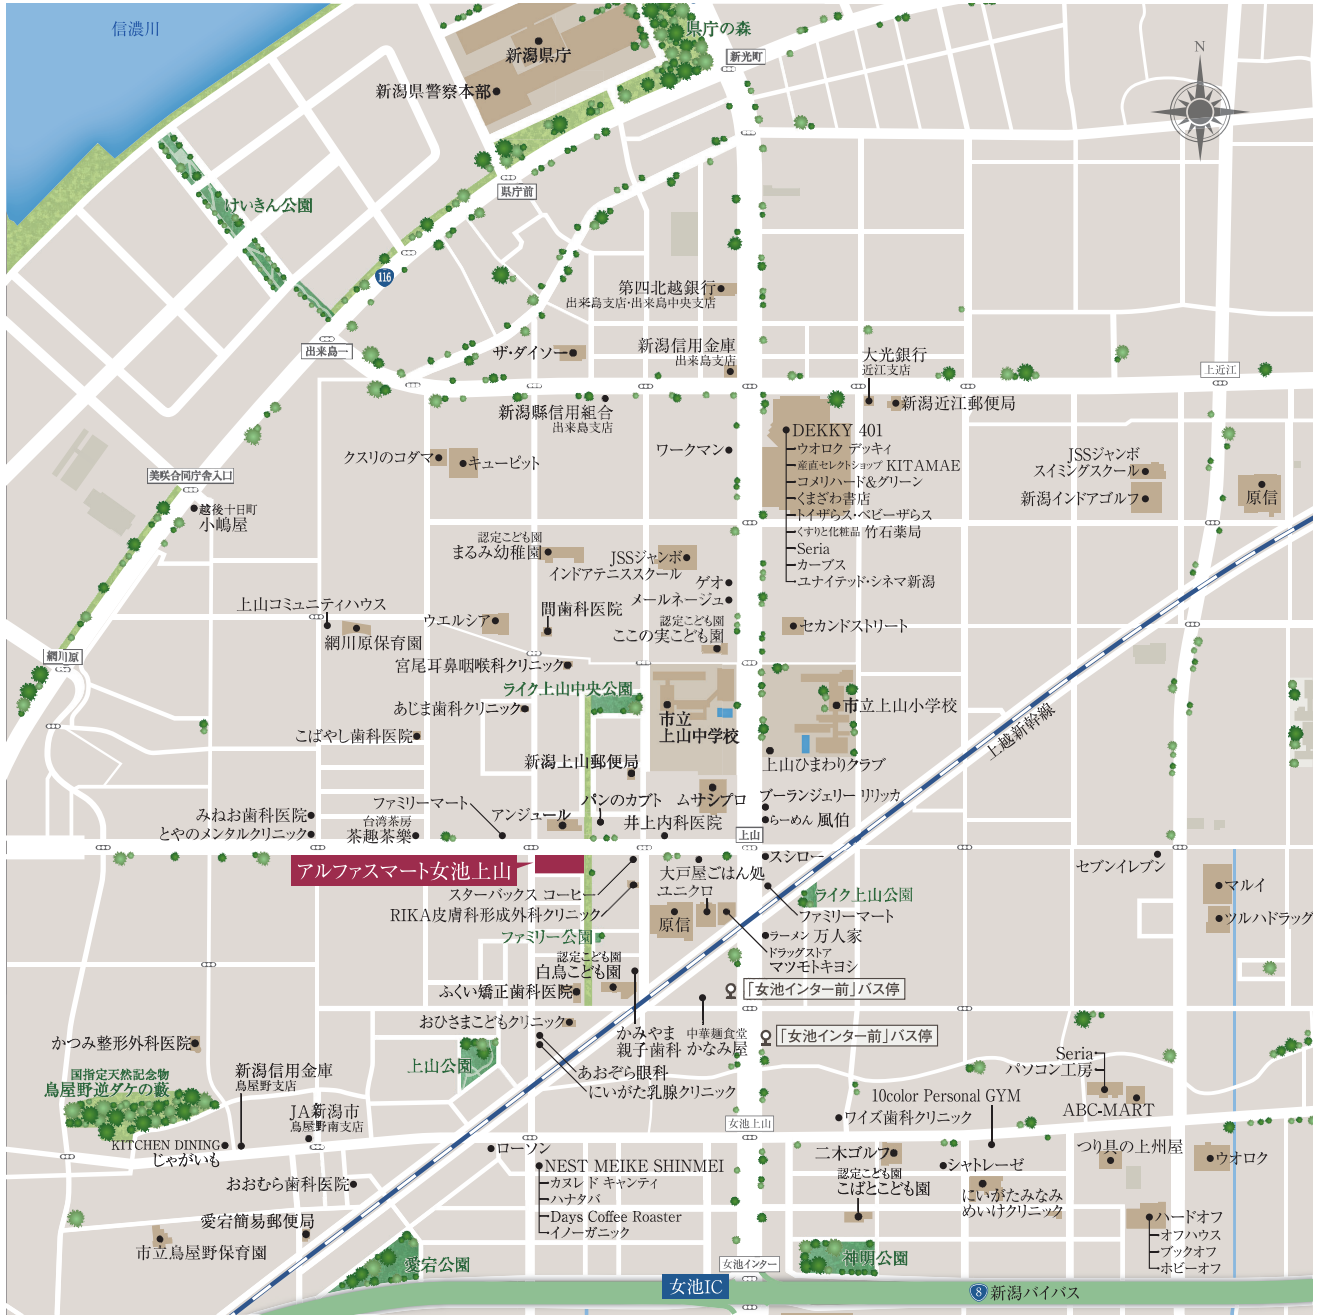 信濃川
県庁の森
新潟県庁
新光町
新潟県警察本部
N
県庁前
けいきん公園
116
第四北越銀行
出来島支店・出来島中央支店
出来島一
ザ・ダイソー
新潟信用金庫
出来島支店
大光銀行
近江支店
上近江
新潟縣信用組合
出来島支店
新潟近江郵便局
クスリのコダマ
キューピット
ワークマン
DEKKY 401
ウオロク デッキィ
産直セレクトショップ KITAMAE
コメリハード&グリーン
くまざわ書店
トイザらス・ベビーザらス
くすりと化粧品 竹石薬局
Seria
カーブス
ユナイテッド・シネマ新潟
JSSジャンボ
スイミングスクール
新潟インドアゴルフ
原信
美咲合同庁舎入口
越後十日町
小嶋屋
認定こども園
まるみ幼稚園
JSSジャンボ
インドアテニススクール
ゲオ
メールネージュ
上山コミュニティハウス
網川原保育園
ウエルシア
間歯科医院
認定こども園
ここの実こども園
セカンドストリート
網川原
宮尾耳鼻咽喉科クリニック
ライク上山中央公園
あじま歯科クリニック
市立
上山中学校
市立上山小学校
上越新幹線
こばやし歯科医院
新潟上山郵便局
上山ひまわりクラブ
みねお歯科医院
とやのメンタルクリニック
ファミリーマート
台湾茶房
茶趣茶樂
アンジュール
パンのカブト
ムサシプロ
井上内科医院
ブーランジェリー リリッカ
らーめん 風伯
上山
アルファスマート女池上山
スターバックス コーヒー
RIKA皮膚科形成外科クリニック
大戸屋ごはん処
ユニクロ
原信
スシロー
ライク上山公園
ファミリーマート
ラーメン 万人家
ドラッグストア
マツモトキヨシ
セブンイレブン
マルイ
ツルハドラッグ
ファミリー公園
認定こども園
白鳥こども園
ふくい矯正歯科医院
「女池インター前」バス停
「女池インター前」バス停
おひさまこどもクリニック
かみやま
親子歯科
中華麺食堂
かなみ屋
かつみ整形外科医院
上山公園
あおぞら眼科
にいがた乳腺クリニック
国指定天然記念物
鳥屋野逆ダケの藪
新潟信用金庫
鳥屋野支店
JA新潟市
鳥屋野南支店
KITCHEN DINING
じゃがいも
Seria
パソコン工房
ABC-MART
10color Personal GYM
ワイズ歯科クリニック
女池上山
ローソン
NEST MEIKE SHINMEI
カヌレ ド キャンティ
ハナタバ
Days Coffee Roaster
イノーガニック
二木ゴルフ
シャトレーゼ
つり具の上州屋
ウオロク
認定こども園
こばとこども園
にいがたみなみ
めいけクリニック
おおむら歯科医院
愛宕簡易郵便局
市立鳥屋野保育園
ハードオフ
オフハウス
ブックオフ
ホビーオフ
愛宕公園
女池インター
神明公園
女池IC
8
新潟バイパス